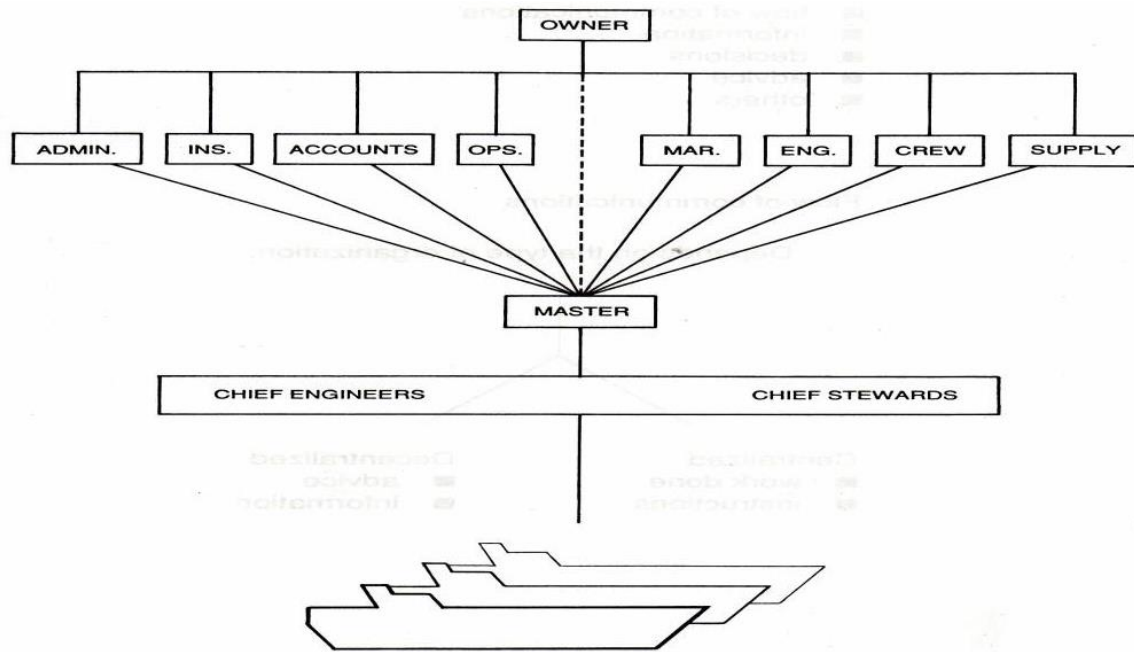 OWNER
ADMIN. INS. ACCOUNTS OPS. MAR. ENG. CREW SUPPLY
MASTER
CHIEF ENGINEERS CHIEF STEWARDS